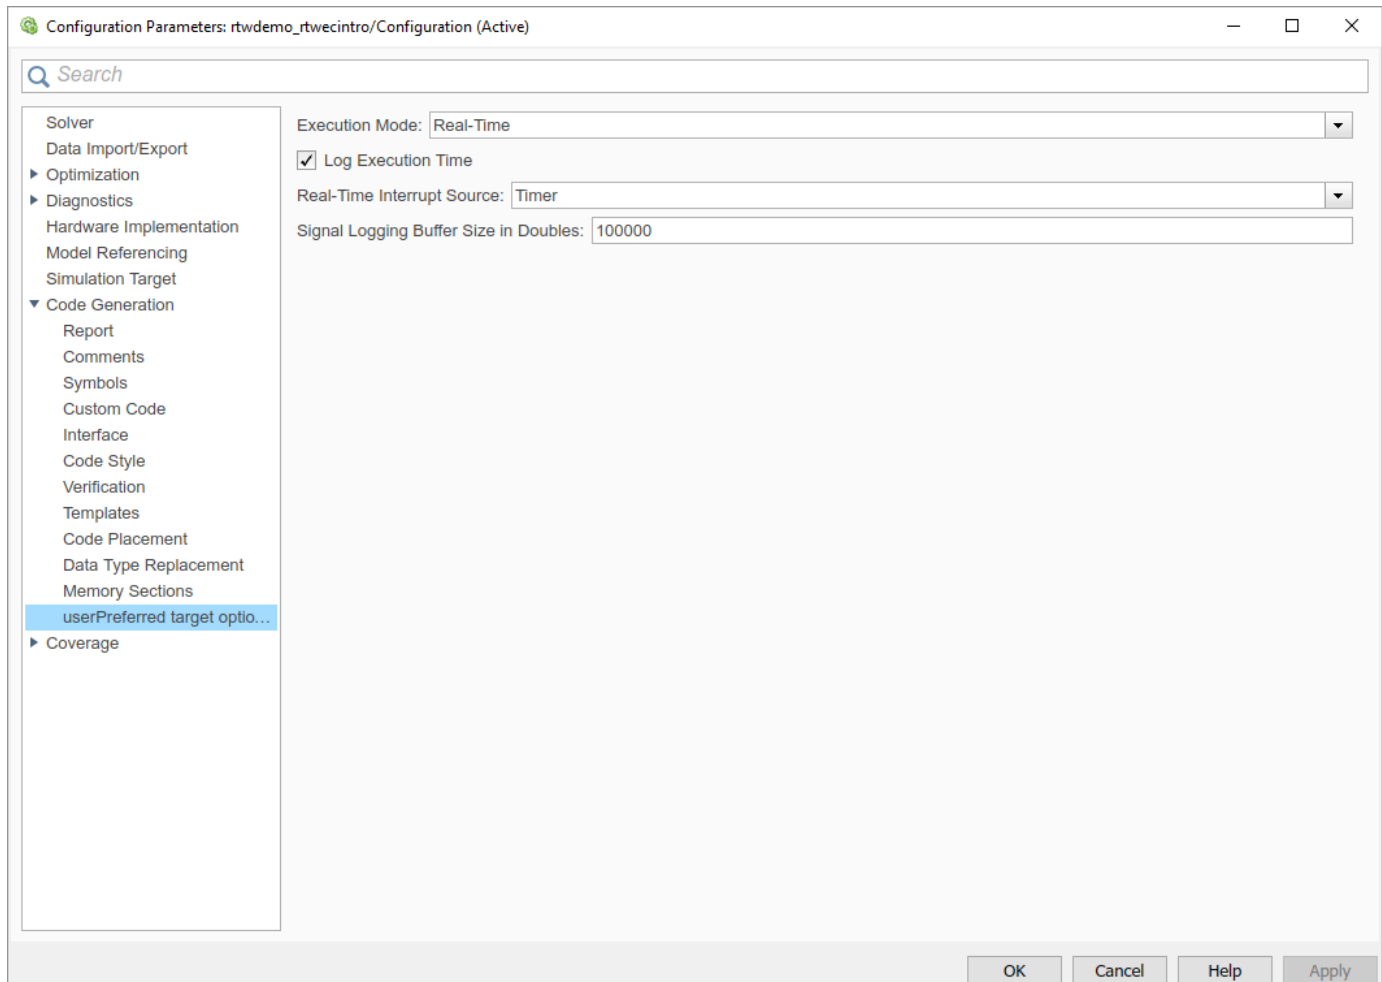 Configuration Parameters: rtwdemo_rtwecintro/Configuration (Active)
Search
Solver
Data Import/Export
Optimization
Diagnostics
Hardware Implementation
Model Referencing
Simulation Target
Code Generation
Report
Comments
Symbols
Custom Code
Interface
Code Style
Verification
Templates
Code Placement
Data Type Replacement
Memory Sections
userPreferred target optio...
Coverage
Execution Mode: Real-Time
Log Execution Time
Real-Time Interrupt Source: Timer
Signal Logging Buffer Size in Doubles: 100000
OK Cancel Help Apply